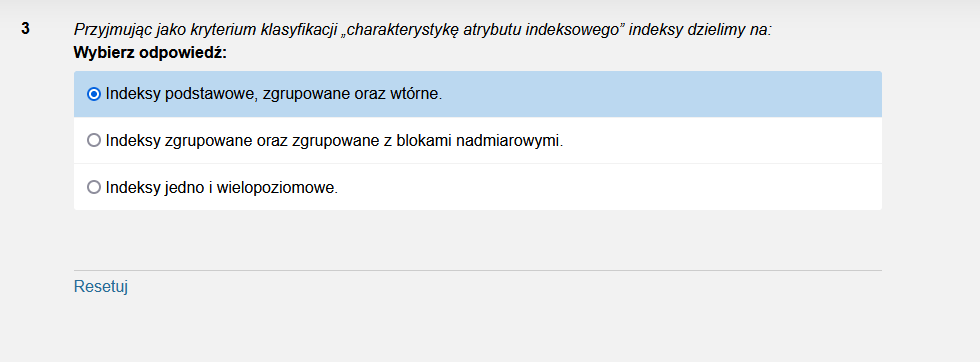 3 Przyjmując jako kryterium klasyfikacji „charakterystykę atrybutu indeksowego” indeksy dzielimy na:
Wybierz odpowiedź:
Indeksy podstawowe, zgrupowane oraz wtórne.
Indeksy zgrupowane oraz zgrupowane z blokami nadmiarowymi.
Indeksy jedno i wielopoziomowe.
Resetuj